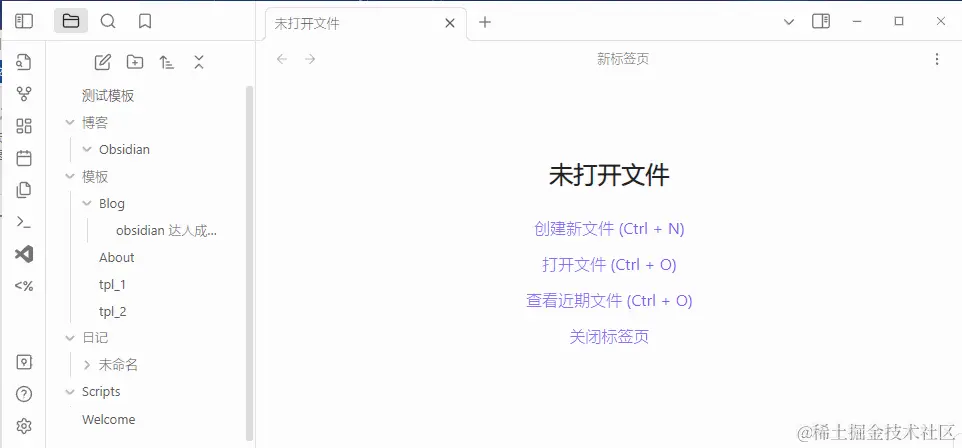 未打开文件
新标签页
测试模板
博客
Obsidian
模板
Blog
obsidian 达人成...
About
tpl_1
tpl_2
日记
未命名
Scripts
Welcome
<%
未打开文件
创建新文件 (Ctrl + N)
打开文件 (Ctrl + O)
查看近期文件 (Ctrl + O)
关闭标签页
@稀土掘金技术社区